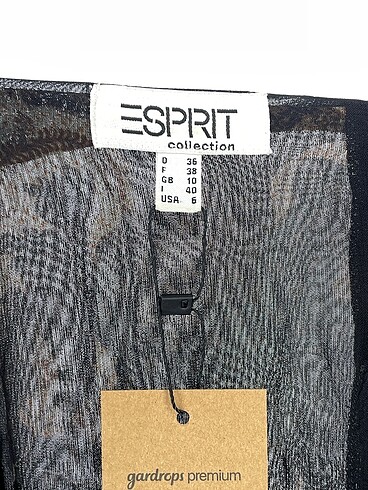 ESPRIT
collection
D 36
F 38
GB 10
I 40
USA 6
gardrops premium